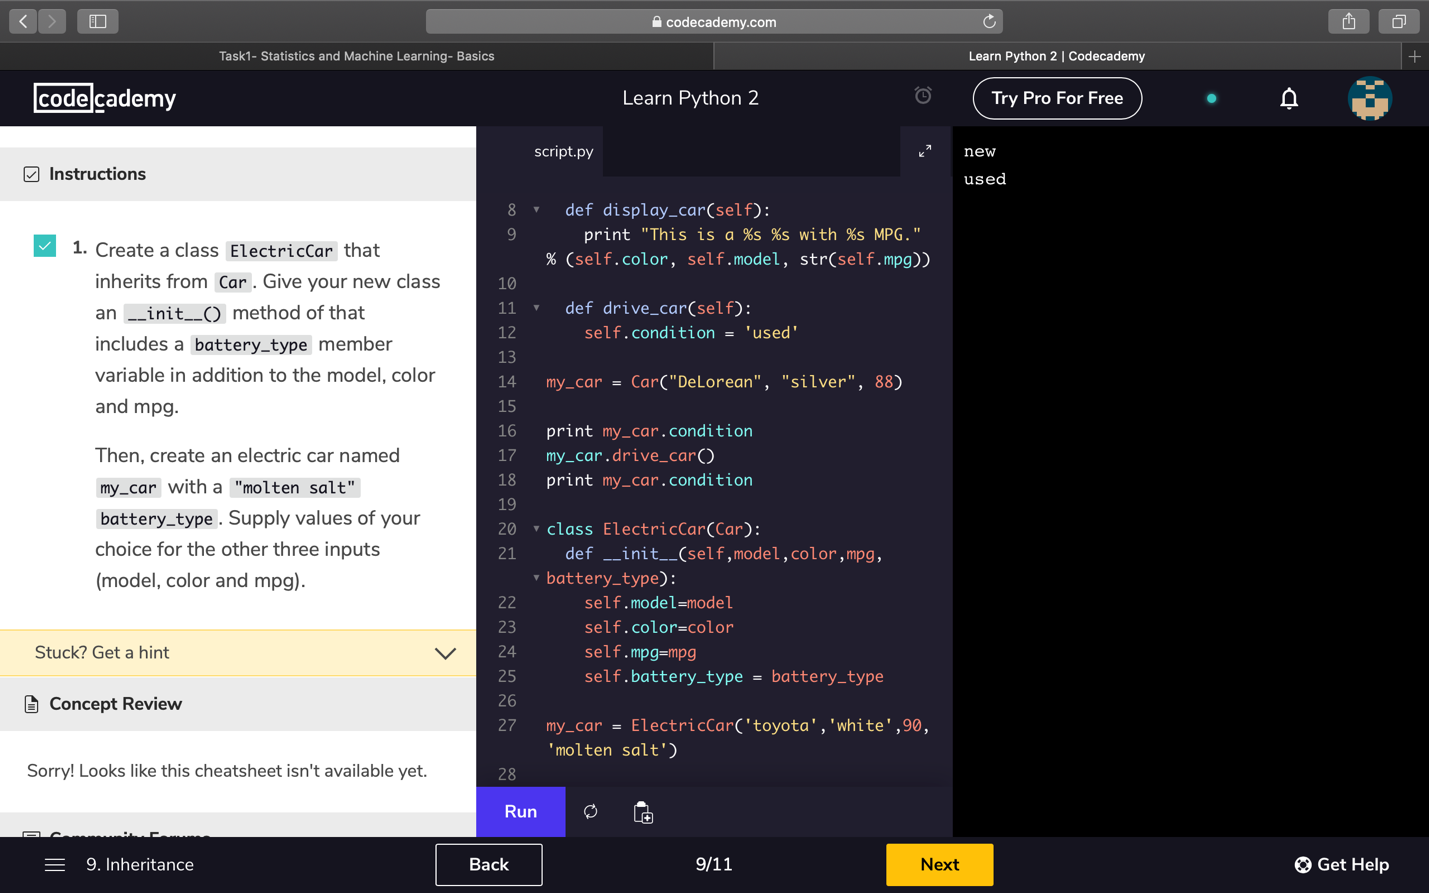 codecademy.com
Task1- Statistics and Machine Learning- Basics
Learn Python 2 | Codecademy
codecademy
Learn Python 2
Try Pro For Free
Instructions
1. Create a class ElectricCar that
inherits from Car. Give your new class
an __init__() method of that
includes a battery_type member
variable in addition to the model, color
and mpg.
Then, create an electric car named
my_car with a "molten salt"
battery_type. Supply values of your
choice for the other three inputs
(model, color and mpg).
Stuck? Get a hint
Concept Review
Sorry! Looks like this cheatsheet isn't available yet.
Community Forums
script.py
8 def display_car(self):
9 print "This is a %s %s with %s MPG."
% (self.color, self.model, str(self.mpg))
10
11 def drive_car(self):
12 self.condition = 'used'
13
14 my_car = Car("DeLorean", "silver", 88)
15
16 print my_car.condition
17 my_car.drive_car()
18 print my_car.condition
19
20 class ElectricCar(Car):
21 def __init__(self,model,color,mpg,
battery_type):
22 self.model=model
23 self.color=color
24 self.mpg=mpg
25 self.battery_type = battery_type
26
27 my_car = ElectricCar('toyota','white',90,
'molten salt')
28
Run
new
used
9. Inheritance
Back
9/11
Next
Get Help